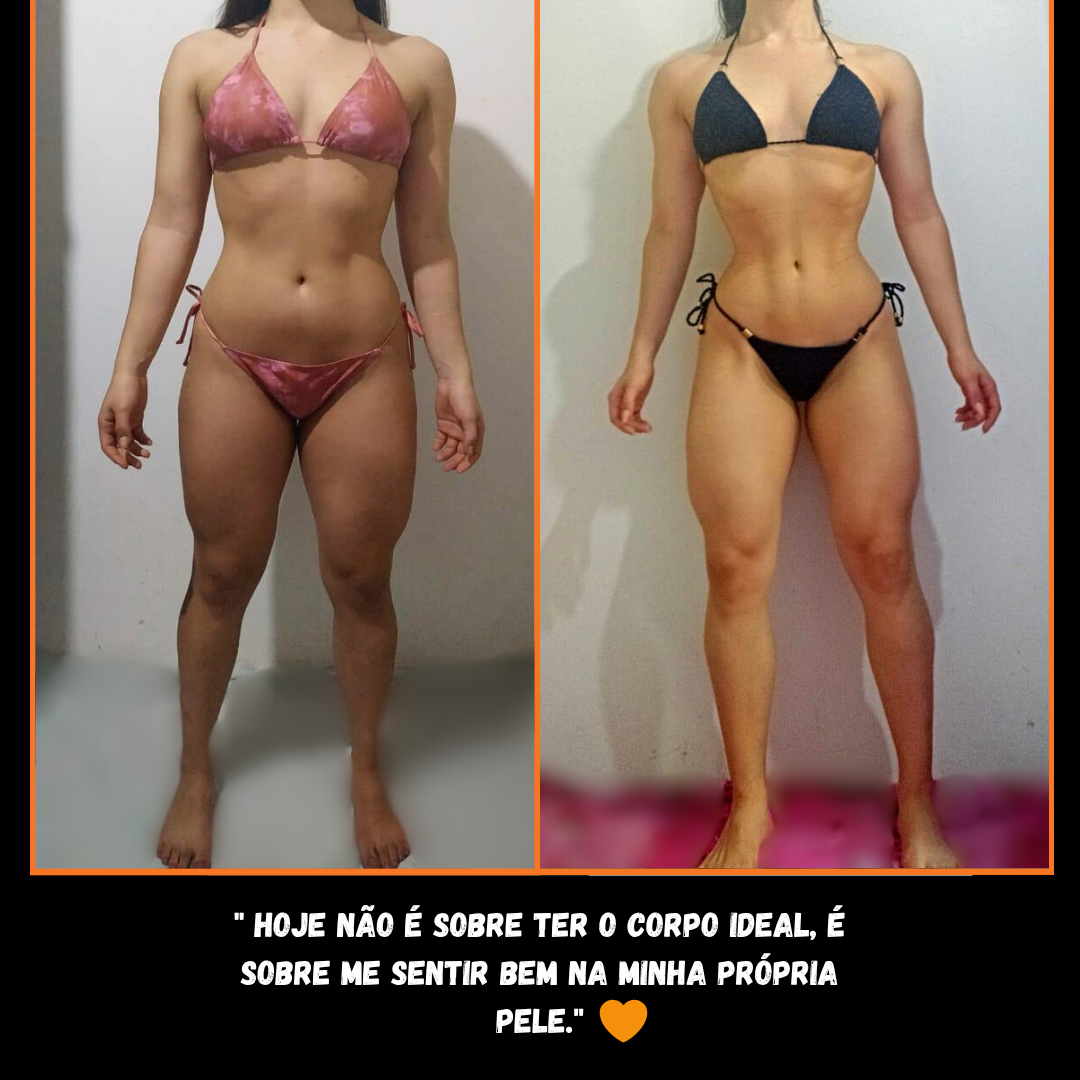 " HOJE NÃO É SOBRE TER O CORPO IDEAL, É
SOBRE ME SENTIR BEM NA MINHA PRÓPRIA
PELE."